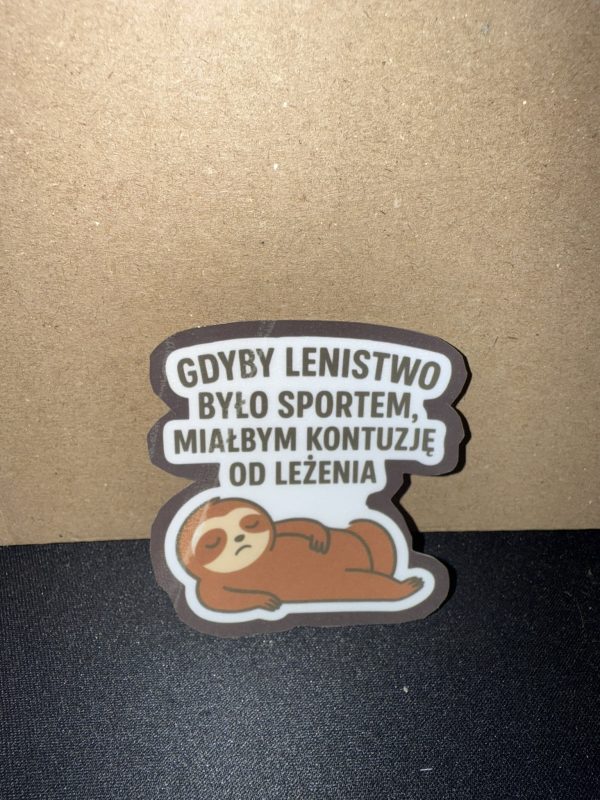 GDYBY LENISTWO
BYŁO SPORTEM,
MIAŁBYM KONTUZJĘ
OD LEŻENIA